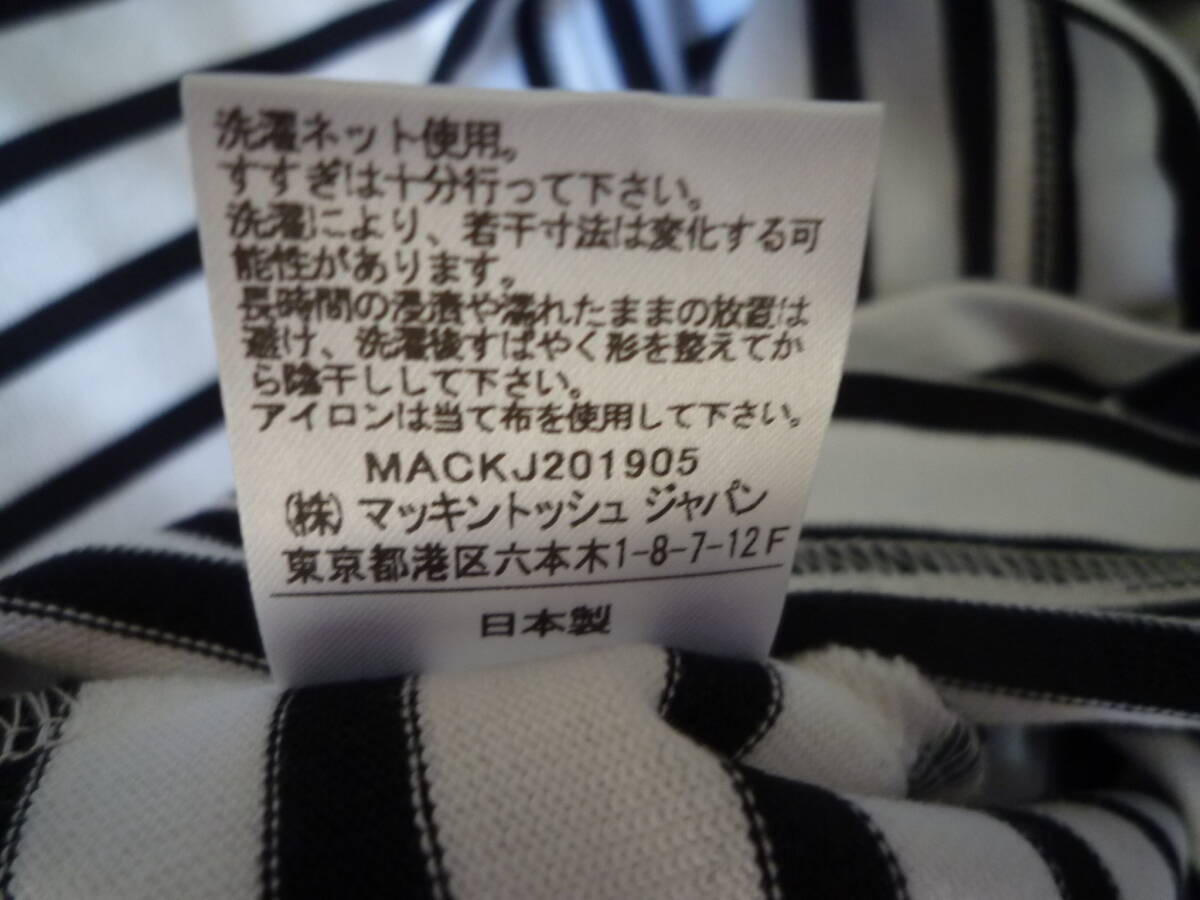 洗濯ネット使用。
すすぎは十分行って下さい。
洗濯により、若干寸法は変化する可
能性があります。
長時間の浸漬や濡れたままの放置は
避け、洗濯後すばやく形を整えてか
ら陰干しして下さい。
アイロンは当て布を使用して下さい。
MACKJ201905
(株)マッキントッシュ ジャパン
東京都港区六本木1-8-7-12F
日本製